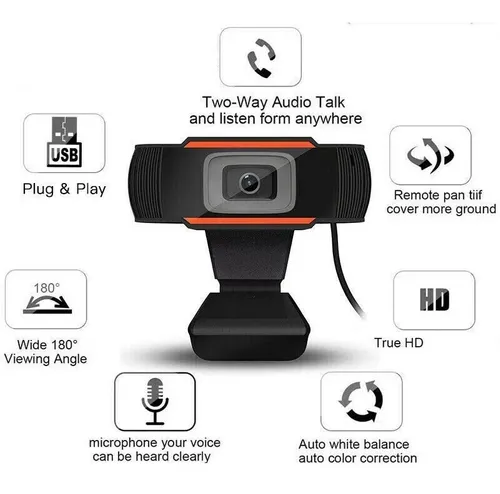 Two-Way Audio Talk
and listen form anywhere
USB
Plug & Play
Remote pan tiif
cover more ground
180°
Wide 180°
Viewing Angle
HD
True HD
microphone your voice
can be heard clearly
Auto white balance
auto color correction